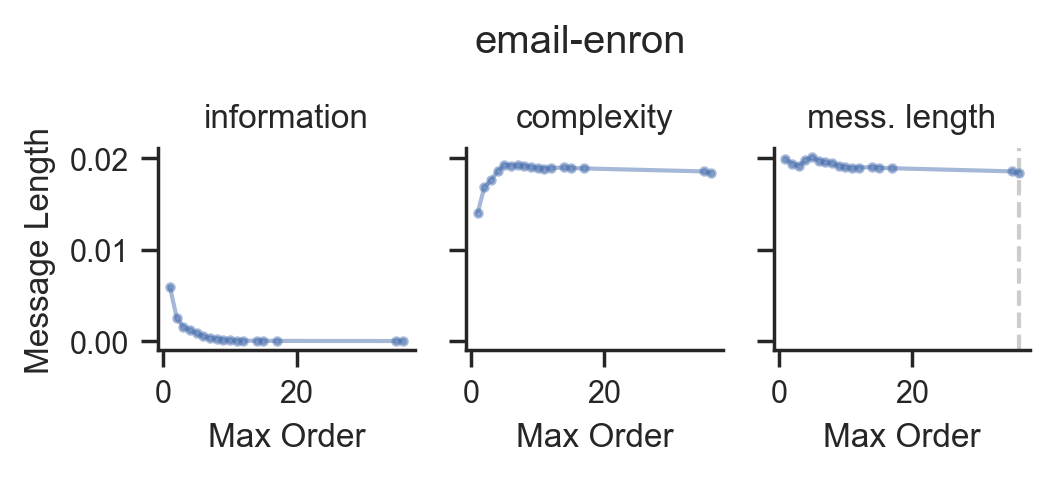 email-enron
information
complexity
mess. length
Message Length
0.02
0.01
0.00
0
20
0
20
0
20
Max Order
Max Order
Max Order